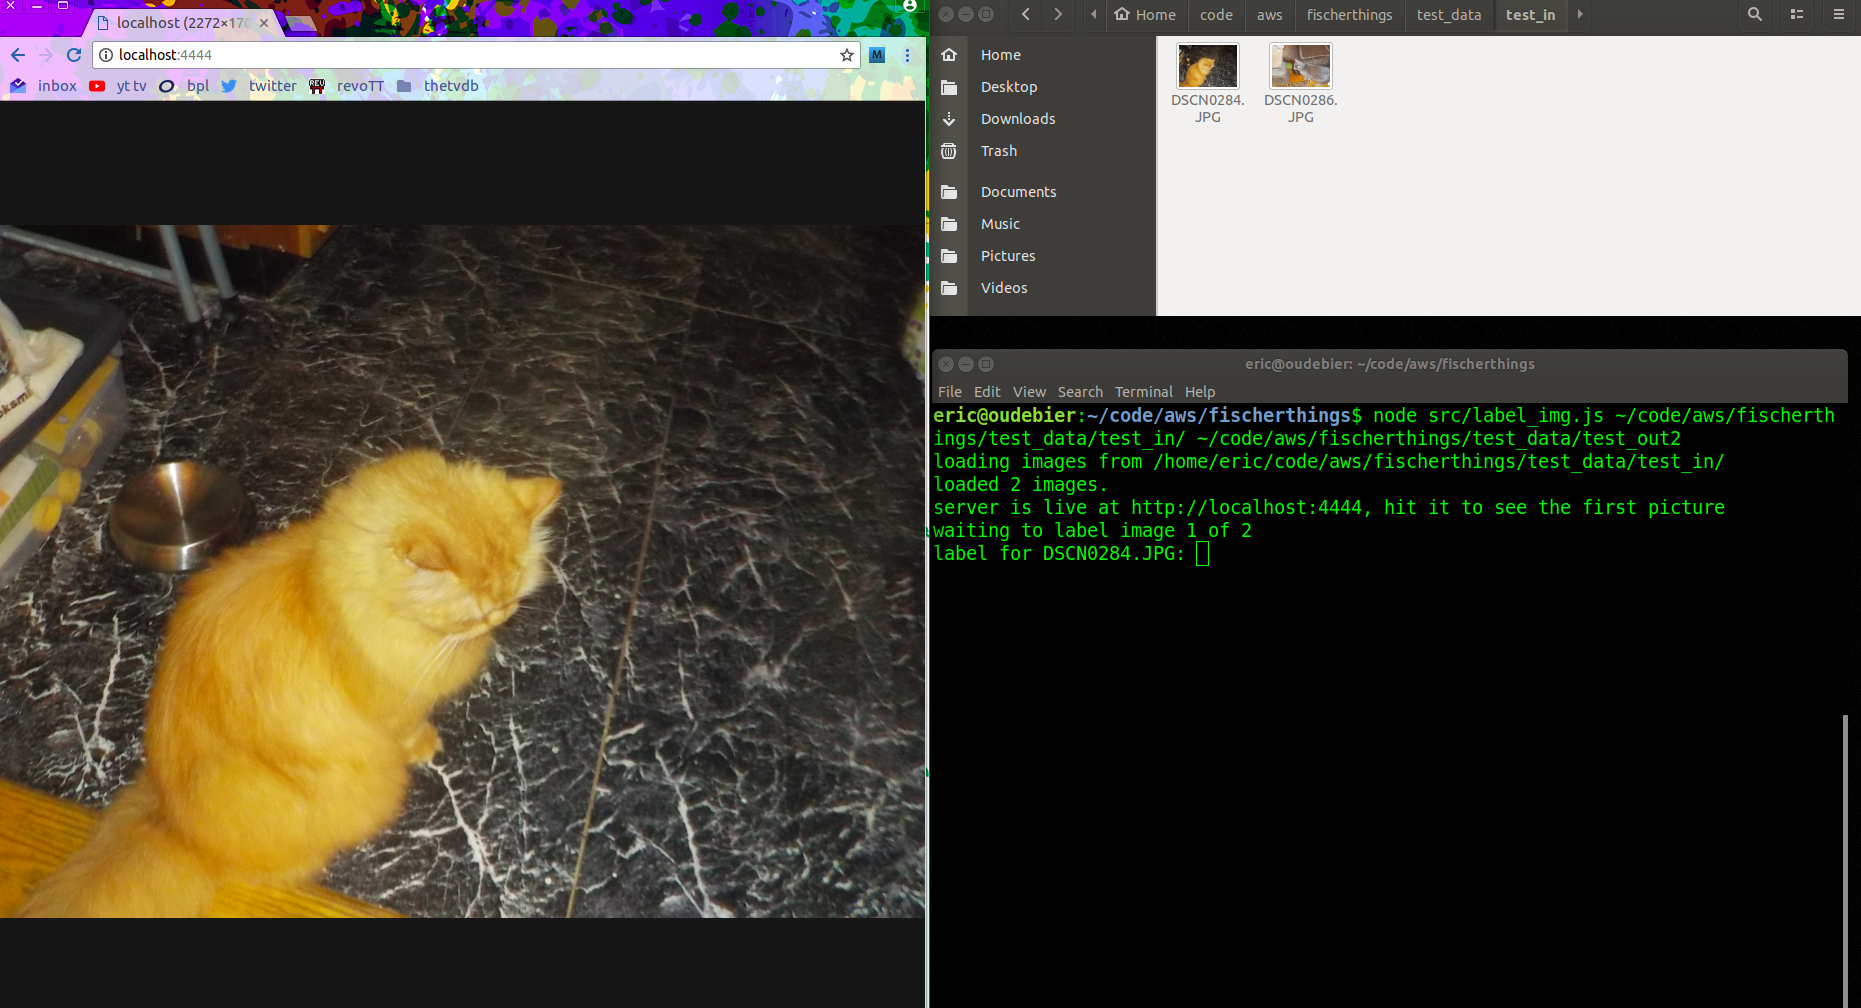 localhost (2272×170
localhost:4444
M
inbox yt tv bpl twitter REV revoTT thetvdb
Home code aws fischerthings test_data test_in
Home
Desktop
Downloads
Trash
Documents
Music
Pictures
Videos
DSCN0284.
JPG
DSCN0286.
JPG
eric@oudebier: ~/code/aws/fischerthings
File Edit View Search Terminal Help
eric@oudebier:~/code/aws/fischerthings$ node src/label_img.js ~/code/aws/fischerth
ings/test_data/test_in/ ~/code/aws/fischerthings/test_data/test_out2
loading images from /home/eric/code/aws/fischerthings/test_data/test_in/
loaded 2 images.
server is live at http://localhost:4444, hit it to see the first picture
waiting to label image 1 of 2
label for DSCN0284.JPG: